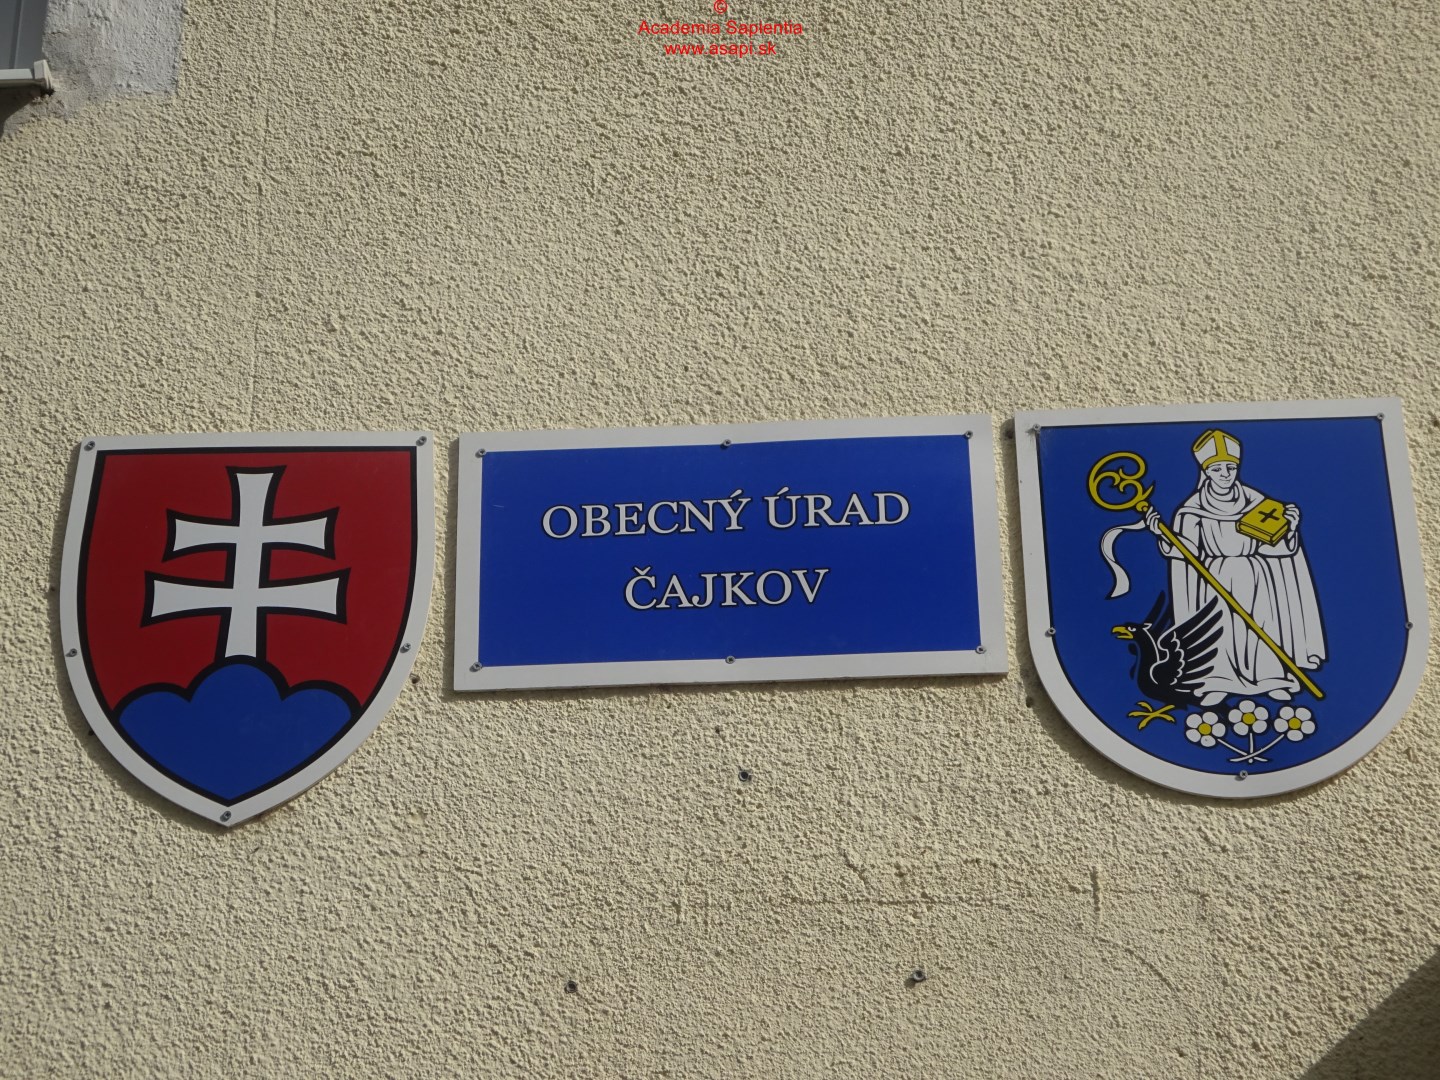 ©
Academia Sapientia
www.asapi.sk
OBECNÝ ÚRAD
ČAJKOV